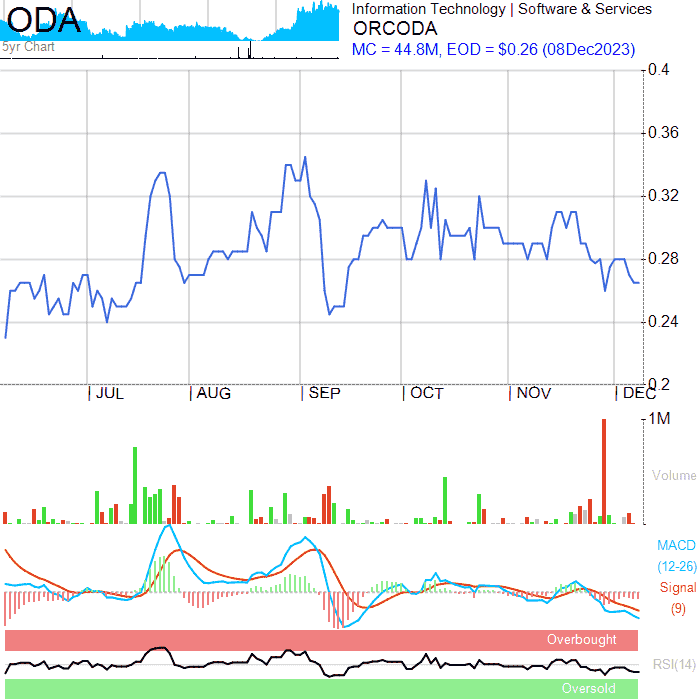 ODA
Information Technology | Software & Services
ORCODA
5yr Chart
MC = 44.8M, EOD = $0.26 (08Dec2023)
0.4
0.36
0.32
0.28
0.24
0.2
| JUL | AUG | SEP | OCT | NOV | DEC
1M
Volume
MACD
(12-26)
Signal
(9)
Overbought
RSI(14)
Oversold